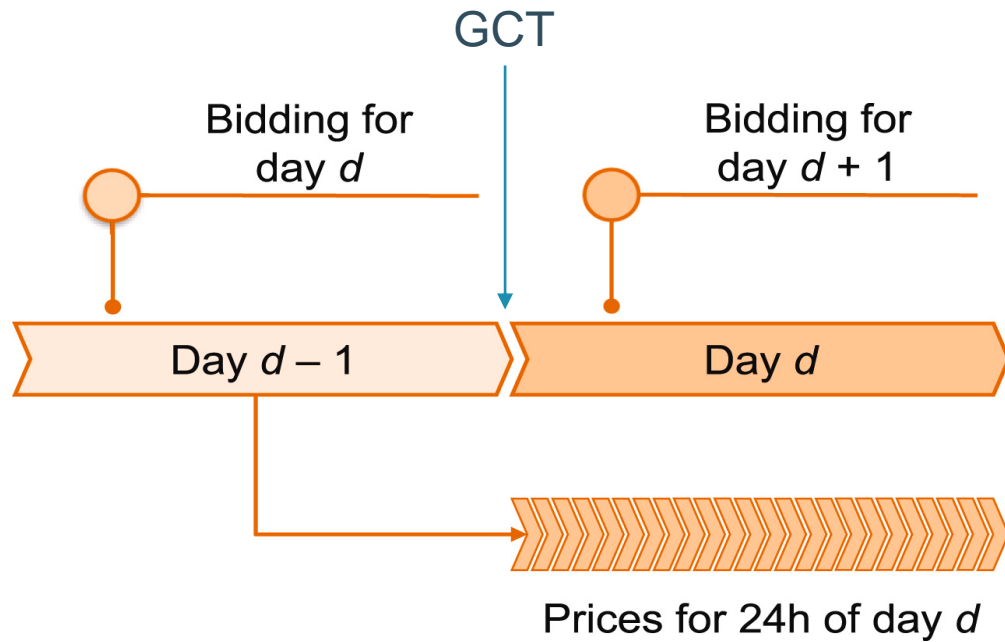 GCT
Bidding for
day d
Bidding for
day d + 1
Day d – 1
Day d
Prices for 24h of day d